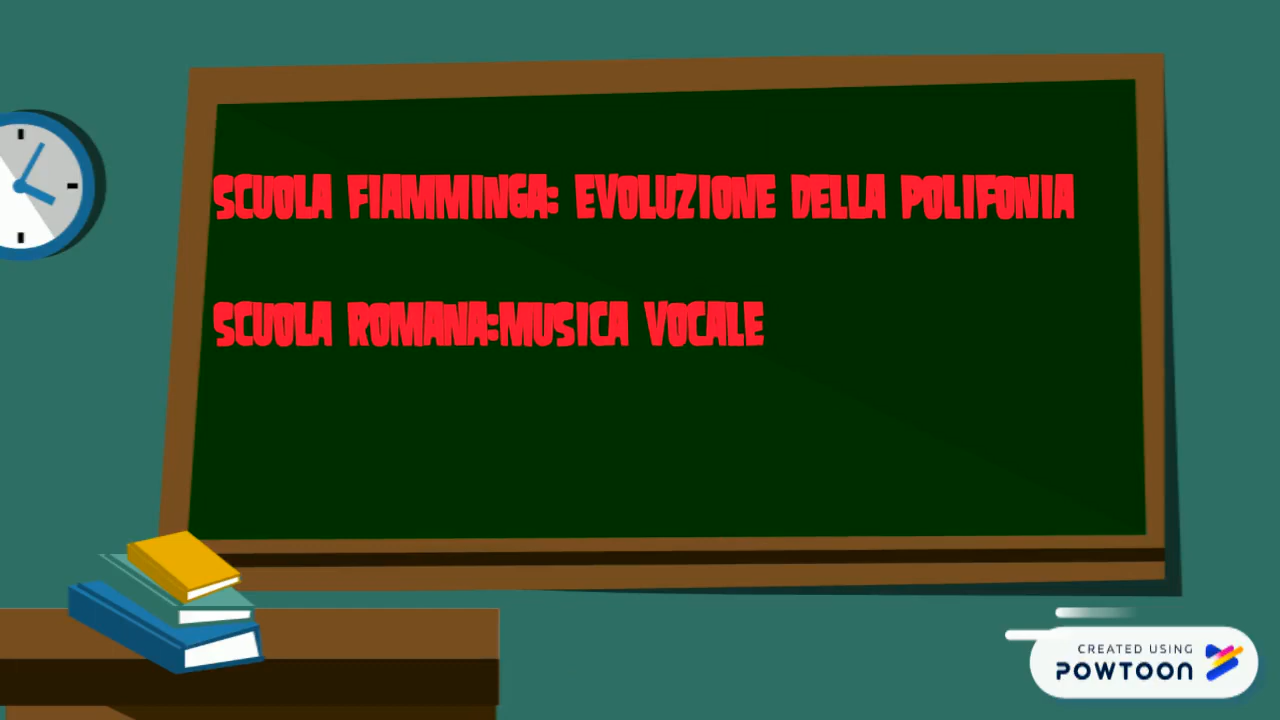 SCUOLA FIAMMINGA: EVOLUZIONE DELLA POLIFONIA
SCUOLA ROMANA:MUSICA VOCALE
CREATED USING
POWTOON